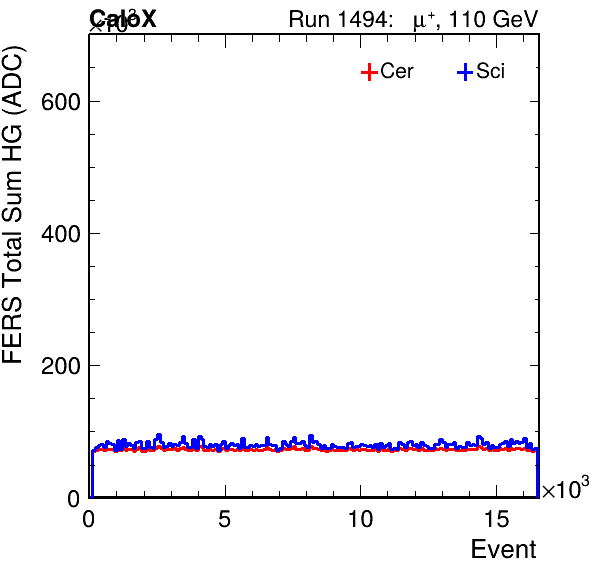 CaloX ×10³ Run 1494: μ⁺, 110 GeV
Cer Sci
FERS Total Sum HG (ADC)
600
400
200
0
0 5 10 15 ×10³
Event